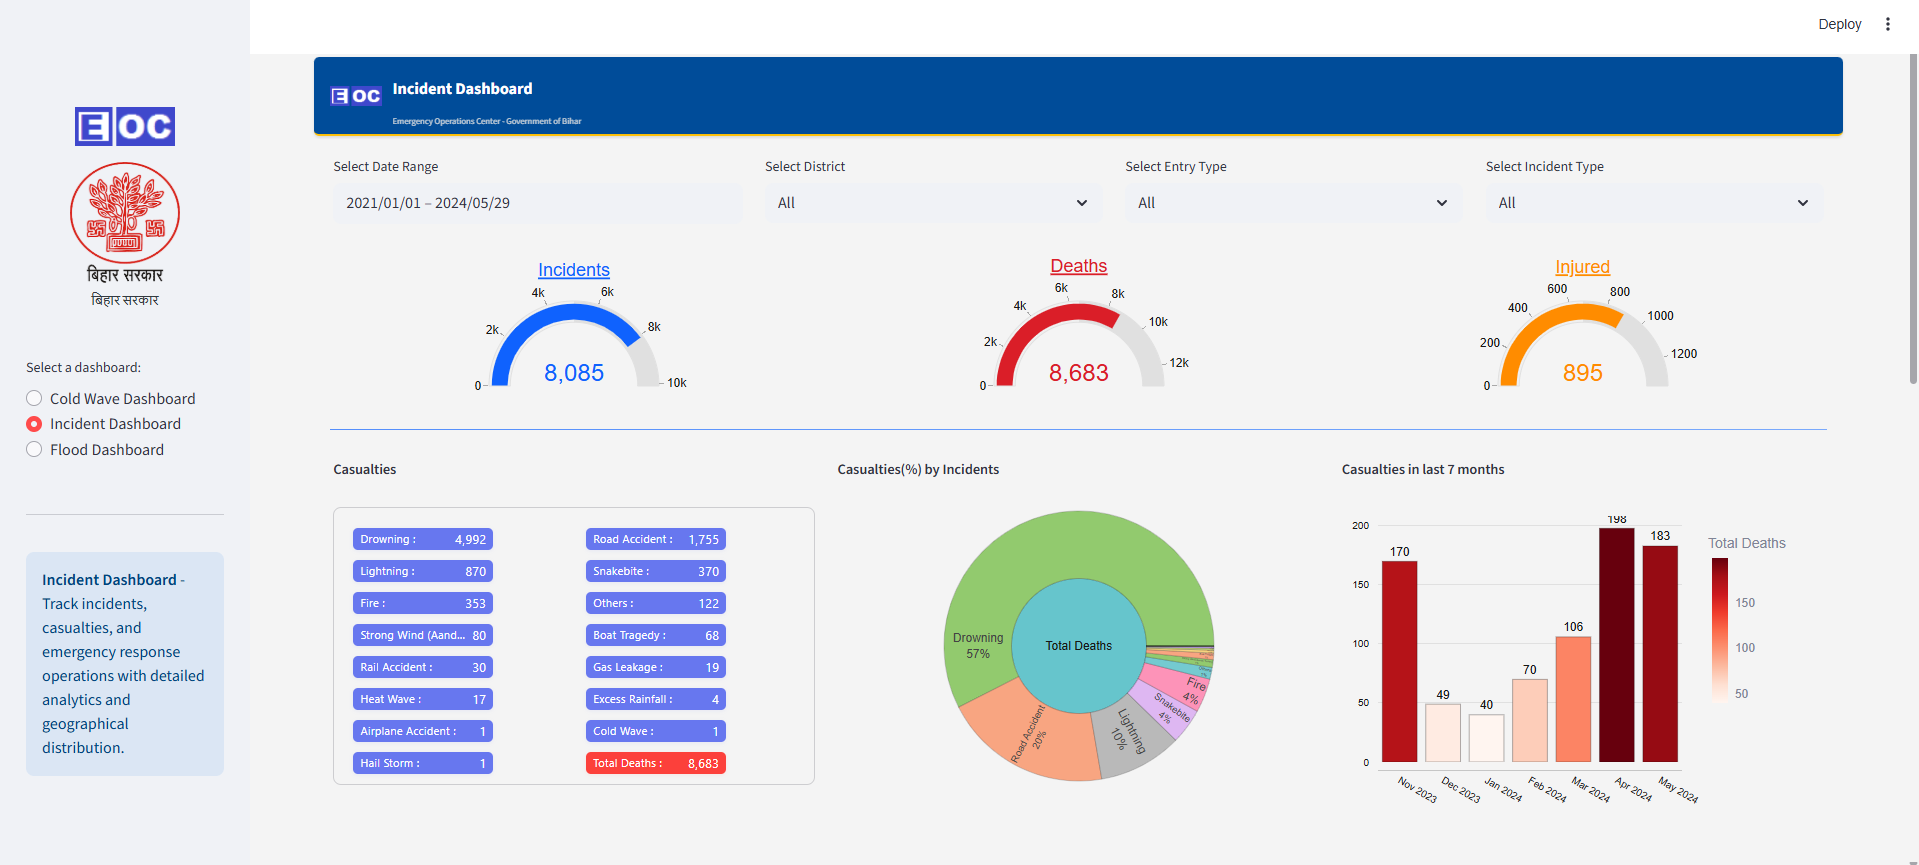 Deploy
EOC
बिहार सरकार
बिहार सरकार
Select a dashboard:
Cold Wave Dashboard
Incident Dashboard
Flood Dashboard
Incident Dashboard -
Track incidents,
casualties, and
emergency response
operations with detailed
analytics and
geographical
distribution.
EOC
Incident Dashboard
Emergency Operations Center - Government of Bihar
Select Date Range
2021/01/01 – 2024/05/29
Select District
All
Select Entry Type
All
Select Incident Type
All
Incidents
0
2k
4k
6k
8k
10k
8,085
Deaths
0
2k
4k
6k
8k
10k
12k
8,683
Injured
0
200
400
600
800
1000
1200
895
Casualties
Drowning : 4,992
Road Accident : 1,755
Lightning : 870
Snakebite : 370
Fire : 353
Others : 122
Strong Wind (Aand... 80
Boat Tragedy : 68
Rail Accident : 30
Gas Leakage : 19
Heat Wave : 17
Excess Rainfall : 4
Airplane Accident : 1
Cold Wave : 1
Hail Storm : 1
Total Deaths : 8,683
Casualties(%) by Incidents
Total Deaths
Drowning
57%
Road Accident
20%
Lightning
10%
Snakebite
4%
Fire
4%
Casualties in last 7 months
200
150
100
50
0
170
49
40
70
106
198
183
Nov 2023
Dec 2023
Jan 2024
Feb 2024
Mar 2024
Apr 2024
May 2024
Total Deaths
150
100
50